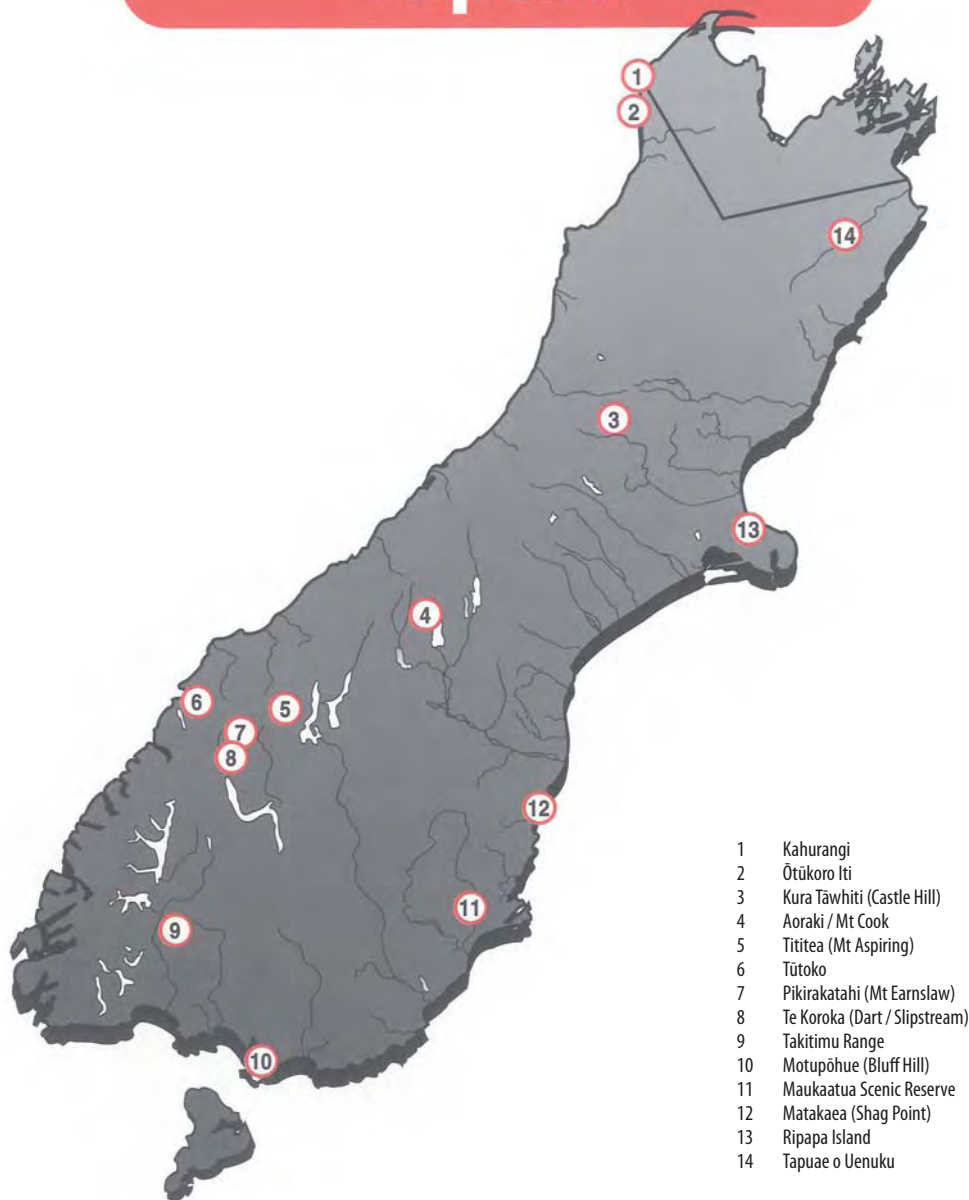 1
2
14
3
13
4
6
5
7
8
12
11
9
10
1 Kahurangi
2 Ōtūkoro Iti
3 Kura Tāwhiti (Castle Hill)
4 Aoraki / Mt Cook
5 Tititea (Mt Aspiring)
6 Tūtoko
7 Pikirakatahi (Mt Earnslaw)
8 Te Koroka (Dart / Slipstream)
9 Takitimu Range
10 Motupōhue (Bluff Hill)
11 Maukaatua Scenic Reserve
12 Matakaea (Shag Point)
13 Ripapa Island
14 Tapuae o Uenuku